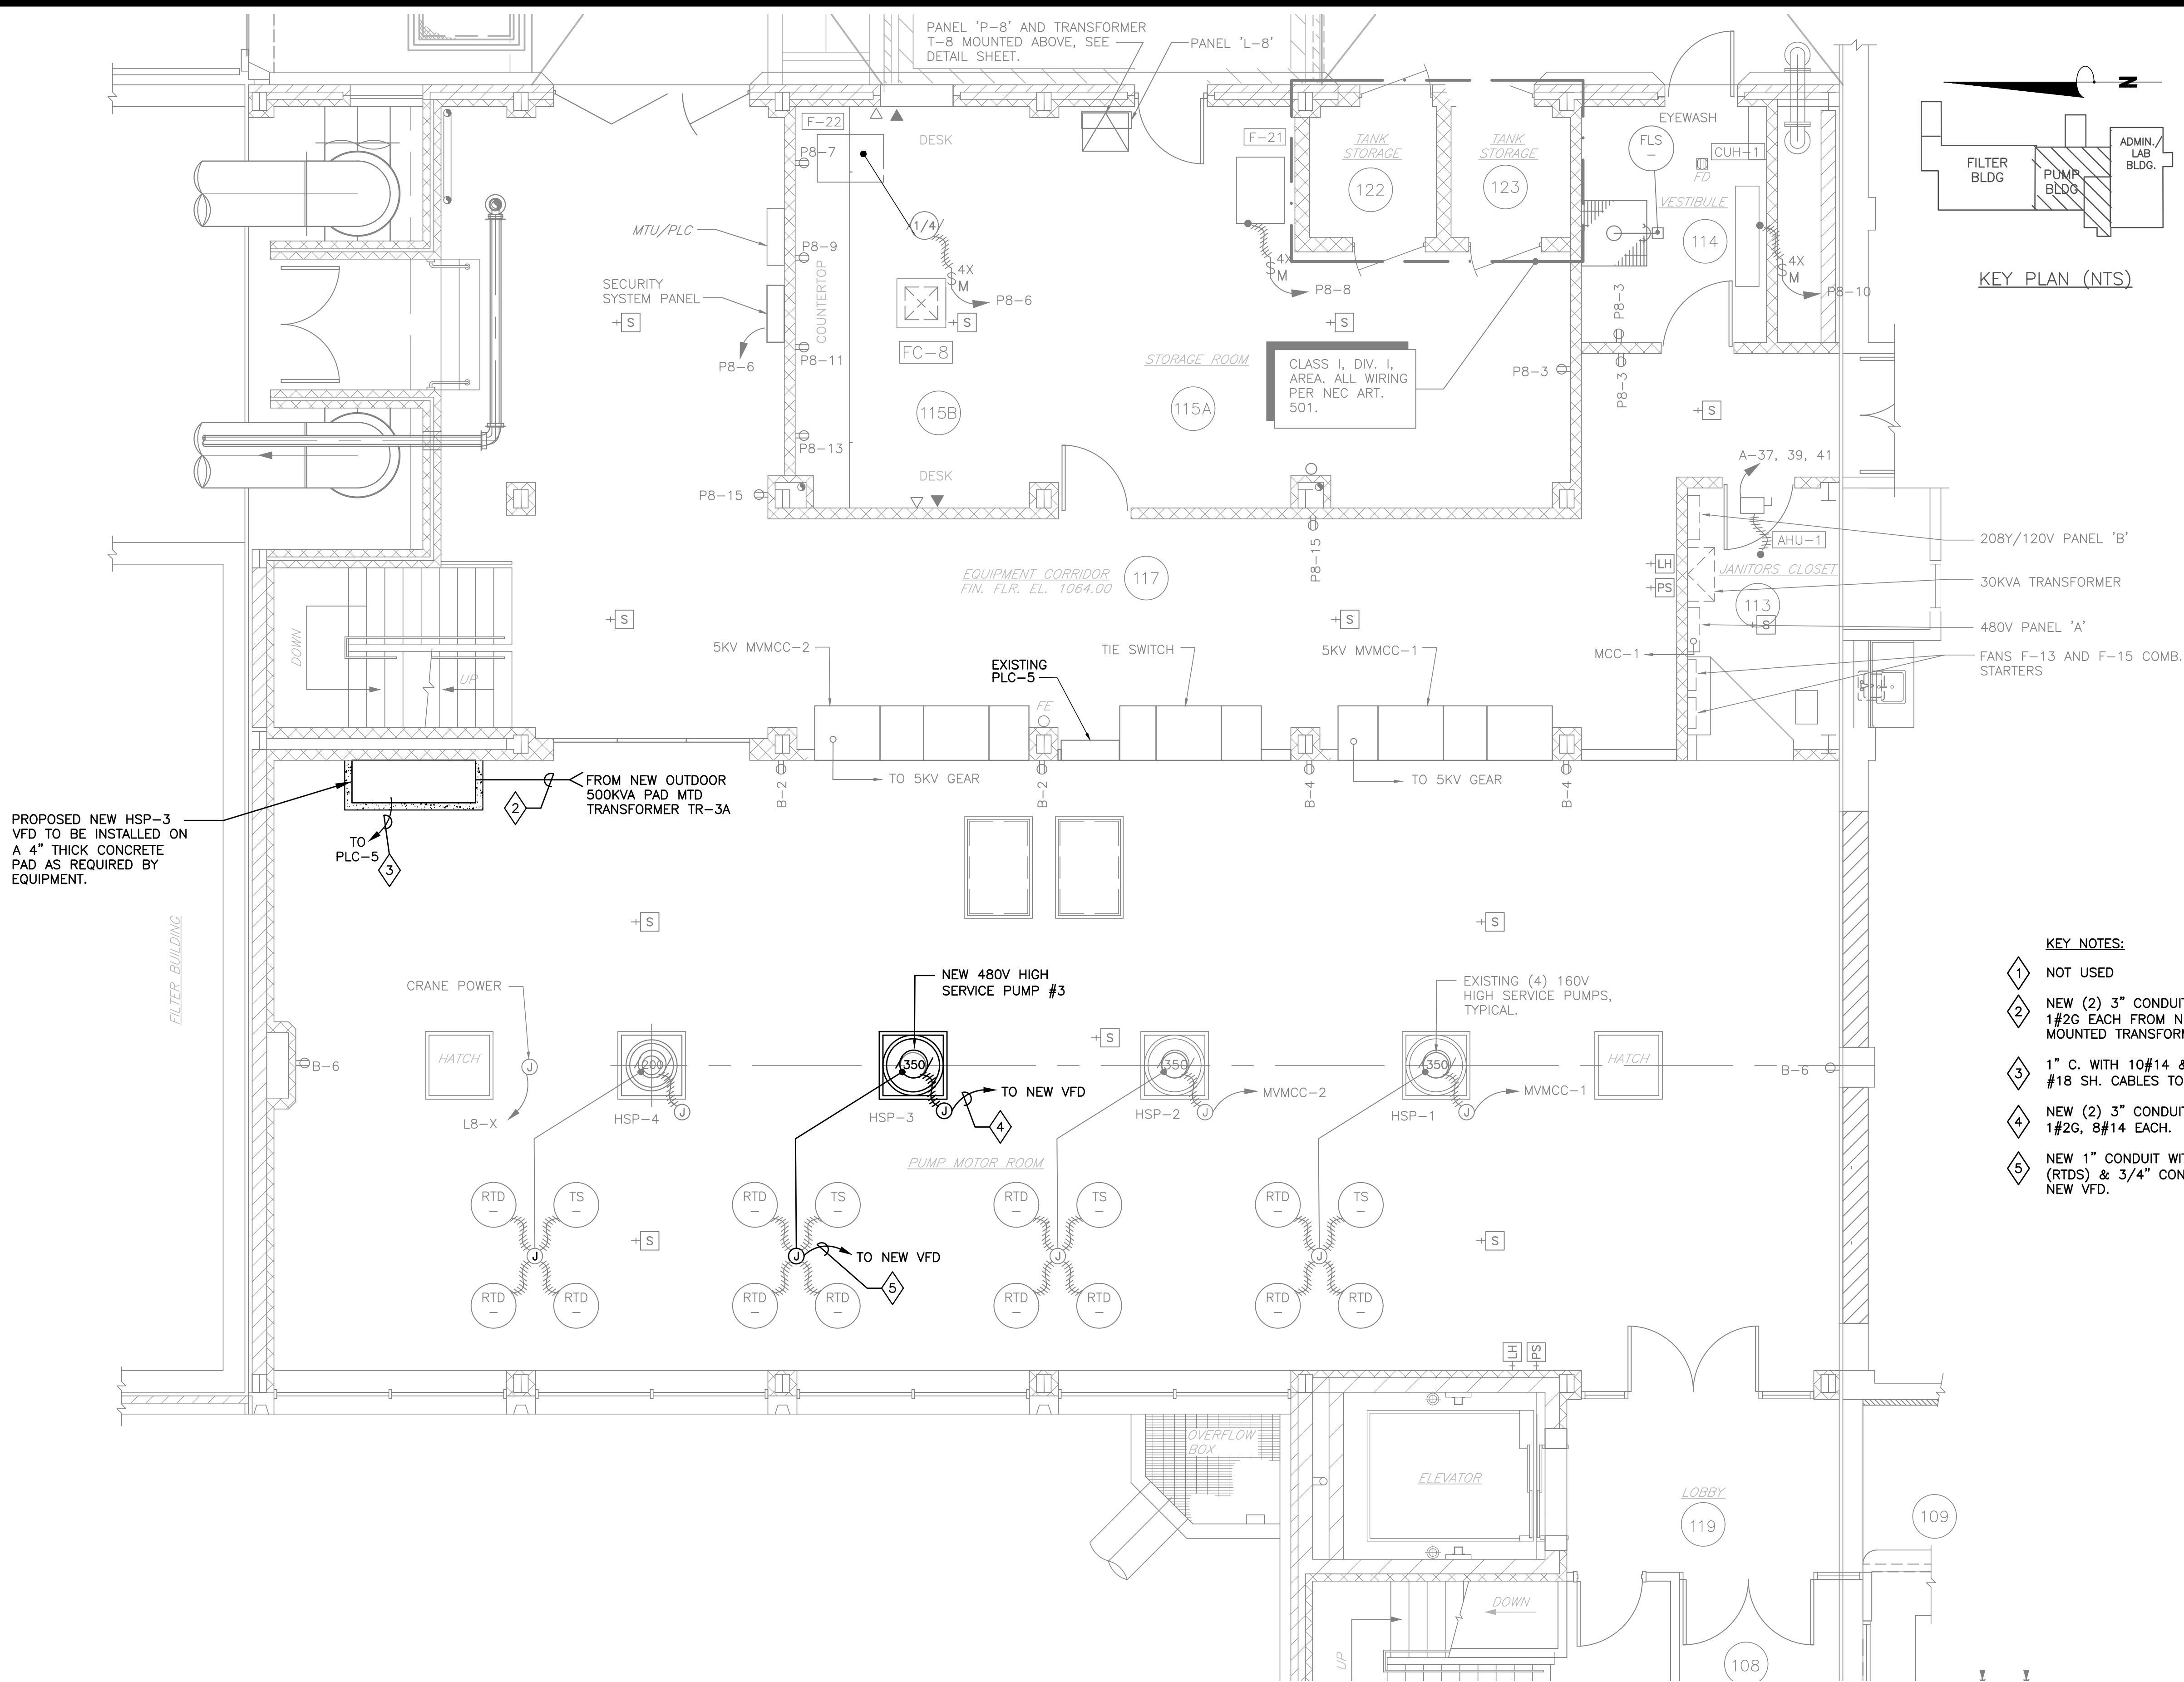 PANEL 'P-8' AND TRANSFORMER
T-8 MOUNTED ABOVE, SEE
DETAIL SHEET.
PANEL 'L-8'
N
FILTER
BLDG
PUMP
BLDG
ADMIN./
LAB
BLDG.
KEY PLAN (NTS)
F-22
DESK
P8-7
F-21
TANK
STORAGE
122
TANK
STORAGE
123
EYEWASH
FLS
-
CUH-1
FD
VESTIBULE
114
1/4
MTU/PLC
P8-9
COUNTERTOP
SECURITY
SYSTEM PANEL
4X
S
M
P8-6
4X
S
M
P8-8
4X
S
M
P8-10
S
S
S
P8-3
P8-6
P8-11
FC-8
STORAGE ROOM
115A
115B
CLASS I, DIV. I,
AREA. ALL WIRING
PER NEC ART.
501.
P8-3
P8-3
S
P8-13
DESK
P8-15
P8-15
A-37, 39, 41
AHU-1
208Y/120V PANEL 'B'
LH
PS
JANITORS CLOSET
113
S
30KVA TRANSFORMER
480V PANEL 'A'
FANS F-13 AND F-15 COMB.
STARTERS
EQUIPMENT CORRIDOR
FIN. FLR. EL. 1064.00
117
DOWN
UP
S
S
5KV MVMCC-2
EXISTING
PLC-5
TIE SWITCH
5KV MVMCC-1
MCC-1
FE
TO 5KV GEAR
TO 5KV GEAR
B-2
B-2
B-4
B-4
PROPOSED NEW HSP-3
VFD TO BE INSTALLED ON
A 4" THICK CONCRETE
PAD AS REQUIRED BY
EQUIPMENT.
TO
PLC-5
3
2
FROM NEW OUTDOOR
500KVA PAD MTD
TRANSFORMER TR-3A
FILTER BUILDING
S
S
CRANE POWER
NEW 480V HIGH
SERVICE PUMP #3
EXISTING (4) 160V
HIGH SERVICE PUMPS,
TYPICAL.
S
B-6
HATCH
J
L8-X
200
HSP-4
J
350
HSP-3
J
TO NEW VFD
4
350
HSP-2
J
MVMCC-2
350
HSP-1
J
MVMCC-1
HATCH
B-6
PUMP MOTOR ROOM
RTD
-
TS
-
RTD
-
TS
-
RTD
-
TS
-
RTD
-
TS
-
S
J
J
TO NEW VFD
5
J
J
S
RTD
-
RTD
-
RTD
-
RTD
-
RTD
-
RTD
-
RTD
-
RTD
-
KEY NOTES:
1 NOT USED
2 NEW (2) 3" CONDUIT
1#2G EACH FROM N
MOUNTED TRANSFOR
3 1" C. WITH 10#14 &
#18 SH. CABLES TO
4 NEW (2) 3" CONDUIT
1#2G, 8#14 EACH.
5 NEW 1" CONDUIT WI
(RTDS) & 3/4" CON
NEW VFD.
LH
PS
OVERFLOW
BOX
ELEVATOR
LOBBY
119
109
DOWN
UP
108